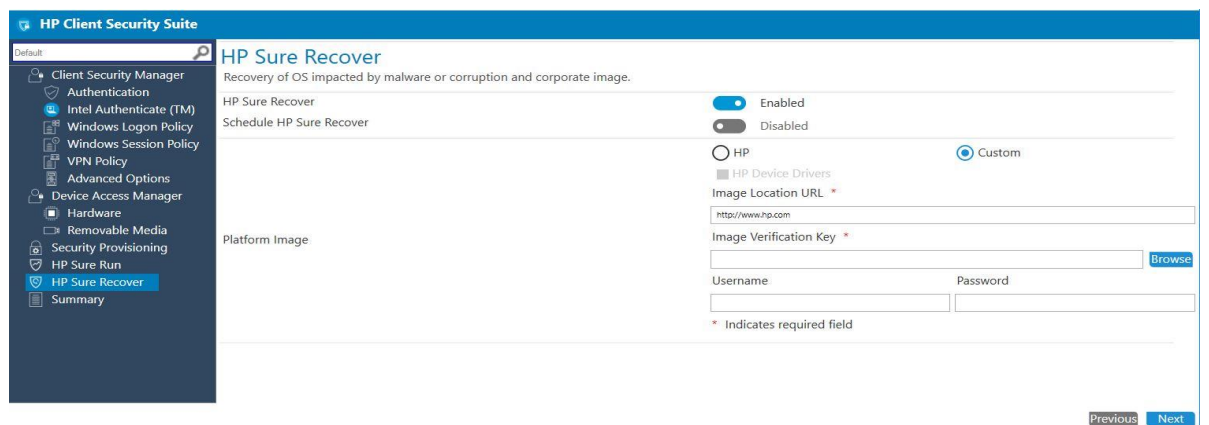 HP Client Security Suite
Default
Client Security Manager
Authentication
Intel Authenticate (TM)
Windows Logon Policy
Windows Session Policy
VPN Policy
Advanced Options
Device Access Manager
Hardware
Removable Media
Security Provisioning
HP Sure Run
HP Sure Recover
Summary
HP Sure Recover
Recovery of OS impacted by malware or corruption and corporate image.
HP Sure Recover Enabled
Schedule HP Sure Recover Disabled
HP Custom
HP Device Drivers
Image Location URL *
http://www.hp.com
Platform Image
Image Verification Key *
Browse
Username Password
* Indicates required field
Previous Next